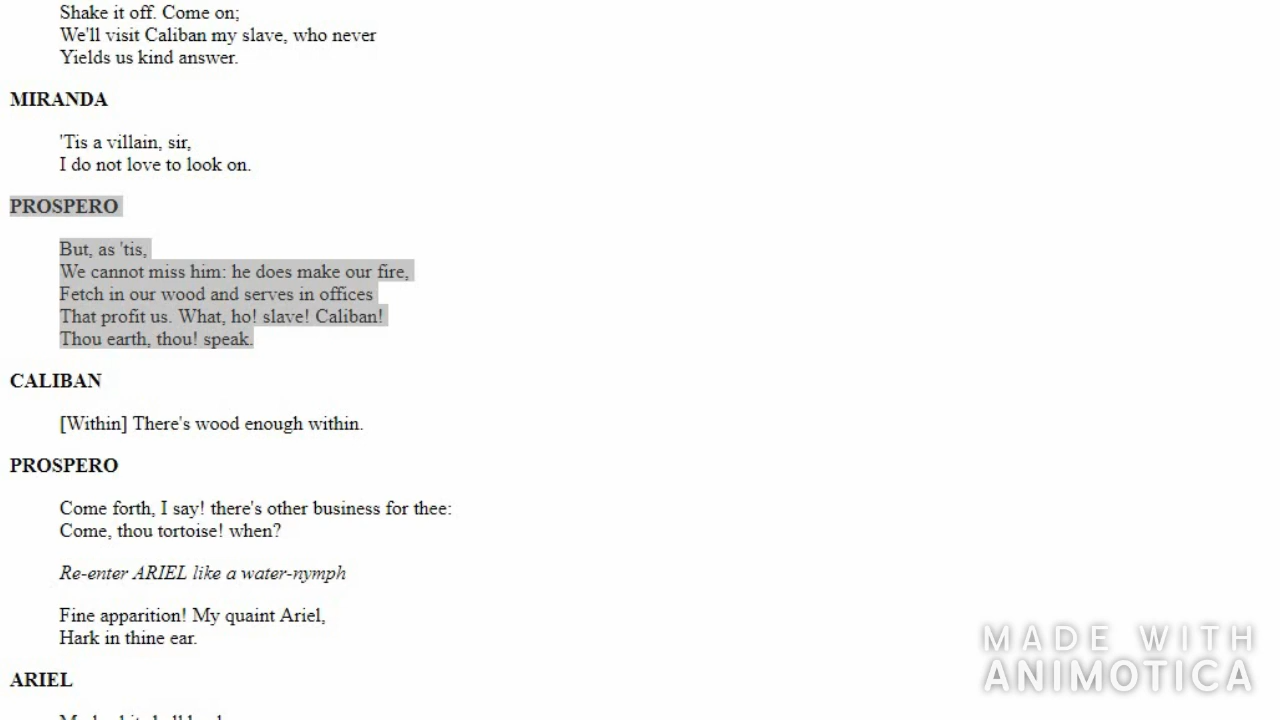 Shake it off. Come on;
We'll visit Caliban my slave, who never
Yields us kind answer.
MIRANDA
'Tis a villain, sir,
I do not love to look on.
PROSPERO
But, as 'tis,
We cannot miss him: he does make our fire,
Fetch in our wood and serves in offices
That profit us. What, ho! slave! Caliban!
Thou earth, thou! speak.
CALIBAN
[Within] There's wood enough within.
PROSPERO
Come forth, I say! there's other business for thee:
Come, thou tortoise! when?
Re-enter ARIEL like a water-nymph
Fine apparition! My quaint Ariel,
Hark in thine ear.
ARIEL
MADE WITH
ANIMOTICA